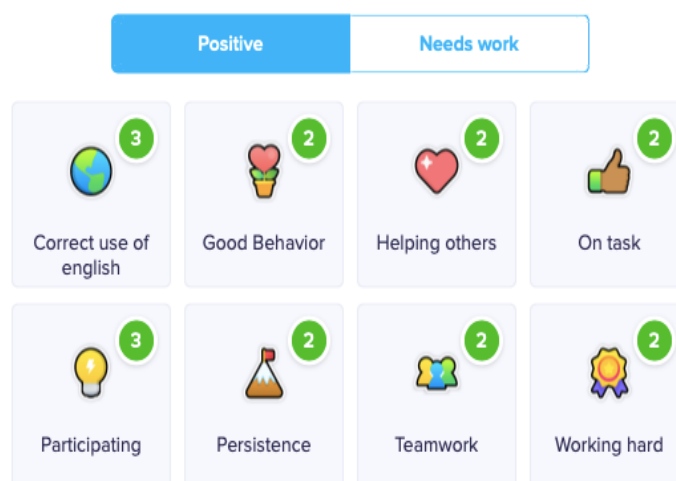 Positive
Needs work
3
2
2
2
Correct use of
english
Good Behavior
Helping others
On task
3
2
2
2
Participating
Persistence
Teamwork
Working hard